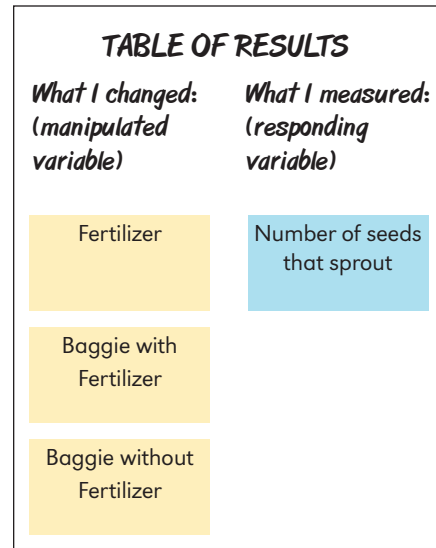 TABLE OF RESULTS
What I changed:
(manipulated
variable)
What I measured:
(responding
variable)
Fertilizer
Number of seeds
that sprout
Baggie with
Fertilizer
Baggie without
Fertilizer